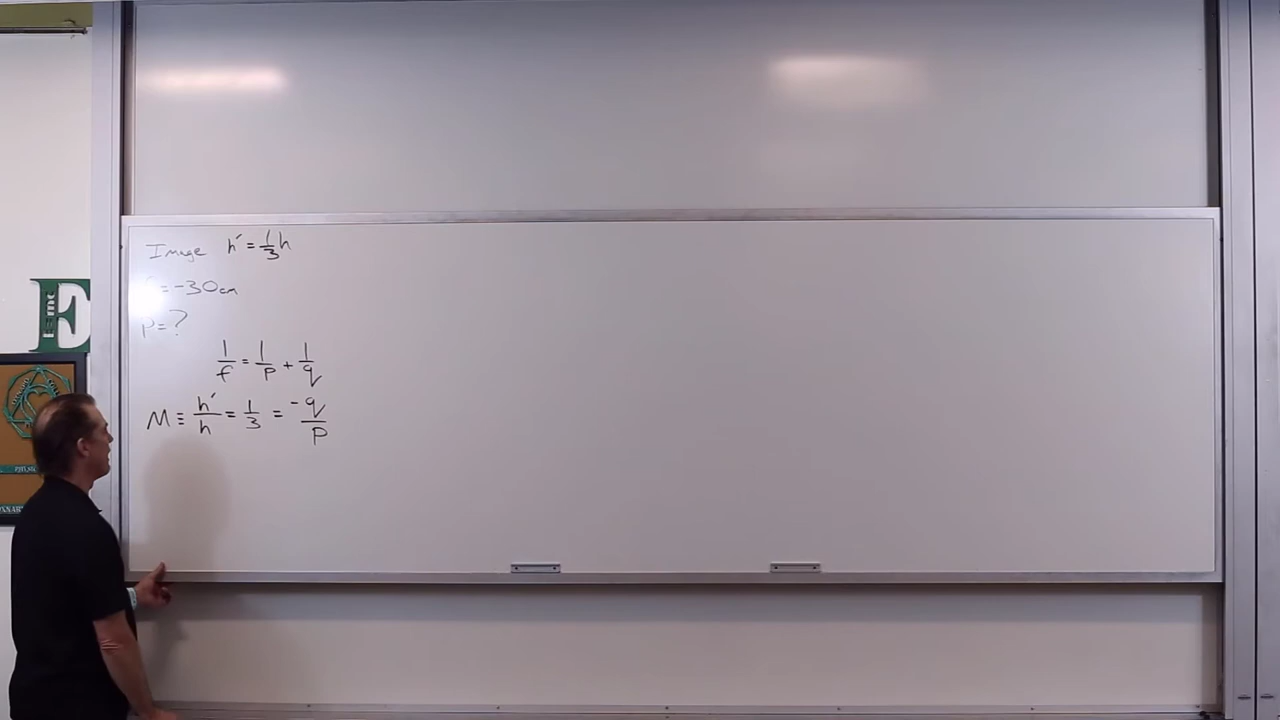 Image h′ = 1/3 h
= -30cm
p = ?
1/f = 1/p + 1/q
M ≡ h′/h = 1/3 = -q/p
E